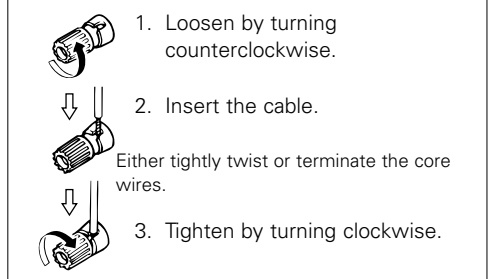 1. Loosen by turning
counterclockwise.
2. Insert the cable.
Either tightly twist or terminate the core
wires.
3. Tighten by turning clockwise.